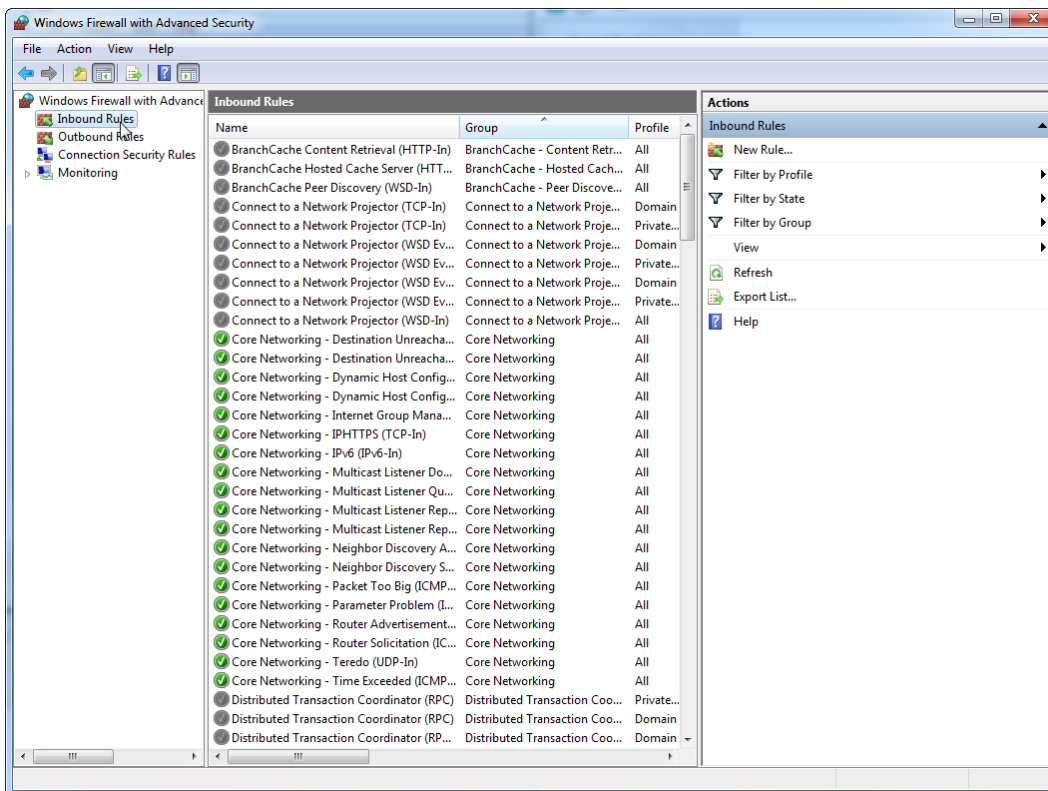 Windows Firewall with Advanced Security
File Action View Help
Windows Firewall with Advance
Inbound Rules
Outbound Rules
Connection Security Rules
Monitoring
Inbound Rules
Name Group Profile
BranchCache Content Retrieval (HTTP-In) BranchCache - Content Retr... All
BranchCache Hosted Cache Server (HTT... BranchCache - Hosted Cach... All
BranchCache Peer Discovery (WSD-In) BranchCache - Peer Discove... All
Connect to a Network Projector (TCP-In) Connect to a Network Proje... Domain
Connect to a Network Projector (TCP-In) Connect to a Network Proje... Private...
Connect to a Network Projector (WSD Ev... Connect to a Network Proje... Domain
Connect to a Network Projector (WSD Ev... Connect to a Network Proje... Private...
Connect to a Network Projector (WSD Ev... Connect to a Network Proje... Domain
Connect to a Network Projector (WSD Ev... Connect to a Network Proje... Private...
Connect to a Network Projector (WSD-In) Connect to a Network Proje... All
Core Networking - Destination Unreacha... Core Networking All
Core Networking - Destination Unreacha... Core Networking All
Core Networking - Dynamic Host Config... Core Networking All
Core Networking - Dynamic Host Config... Core Networking All
Core Networking - Internet Group Mana... Core Networking All
Core Networking - IPHTTPS (TCP-In) Core Networking All
Core Networking - IPv6 (IPv6-In) Core Networking All
Core Networking - Multicast Listener Do... Core Networking All
Core Networking - Multicast Listener Qu... Core Networking All
Core Networking - Multicast Listener Rep... Core Networking All
Core Networking - Multicast Listener Rep... Core Networking All
Core Networking - Neighbor Discovery A... Core Networking All
Core Networking - Neighbor Discovery S... Core Networking All
Core Networking - Packet Too Big (ICMP... Core Networking All
Core Networking - Parameter Problem (I... Core Networking All
Core Networking - Router Advertisement... Core Networking All
Core Networking - Router Solicitation (IC... Core Networking All
Core Networking - Teredo (UDP-In) Core Networking All
Core Networking - Time Exceeded (ICMP... Core Networking All
Distributed Transaction Coordinator (RPC) Distributed Transaction Coo... Private...
Distributed Transaction Coordinator (RPC) Distributed Transaction Coo... Domain
Distributed Transaction Coordinator (RP... Distributed Transaction Coo... Domain
Actions
Inbound Rules
New Rule...
Filter by Profile
Filter by State
Filter by Group
View
Refresh
Export List...
Help